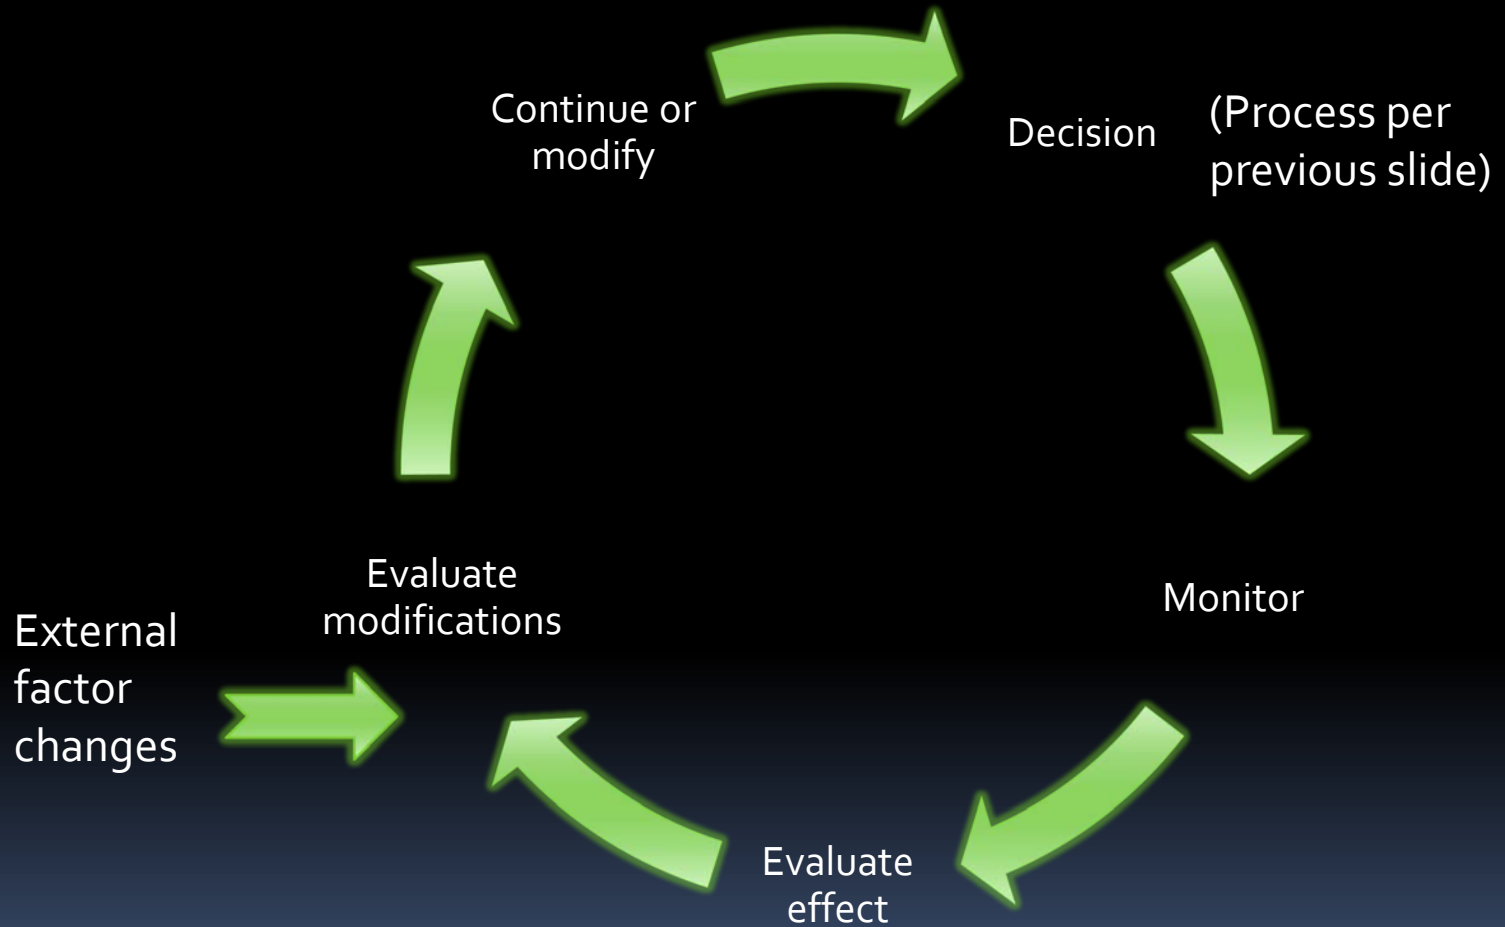 Continue or
modify
Decision
(Process per
previous slide)
Monitor
Evaluate
effect
Evaluate
modifications
External
factor
changes